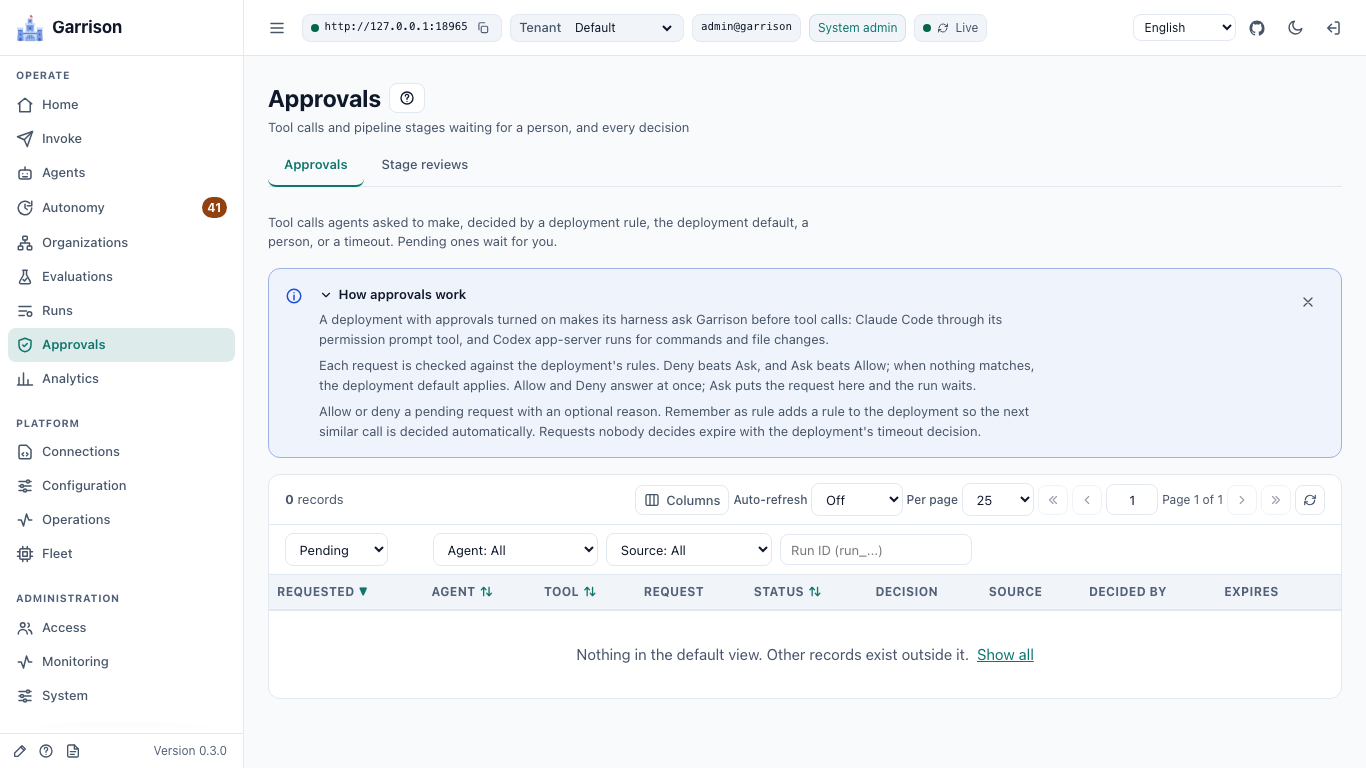 Garrison
http://127.0.0.1:18965
Tenant Default
admin@garrison
System admin
Live
English
OPERATE
Home
Invoke
Agents
Autonomy 41
Organizations
Evaluations
Runs
Approvals
Analytics
PLATFORM
Connections
Configuration
Operations
Fleet
ADMINISTRATION
Access
Monitoring
System
Version 0.3.0
Approvals
Tool calls and pipeline stages waiting for a person, and every decision
Approvals Stage reviews
Tool calls agents asked to make, decided by a deployment rule, the deployment default, a
person, or a timeout. Pending ones wait for you.
How approvals work
A deployment with approvals turned on makes its harness ask Garrison before tool calls: Claude Code through its
permission prompt tool, and Codex app-server runs for commands and file changes.
Each request is checked against the deployment's rules. Deny beats Ask, and Ask beats Allow; when nothing matches,
the deployment default applies. Allow and Deny answer at once; Ask puts the request here and the run waits.
Allow or deny a pending request with an optional reason. Remember as rule adds a rule to the deployment so the next
similar call is decided automatically. Requests nobody decides expire with the deployment's timeout decision.
0 records Columns Auto-refresh Off Per page 25 1 Page 1 of 1
Pending Agent: All Source: All Run ID (run_...)
REQUESTED AGENT TOOL REQUEST STATUS DECISION SOURCE DECIDED BY EXPIRES
Nothing in the default view. Other records exist outside it. Show all